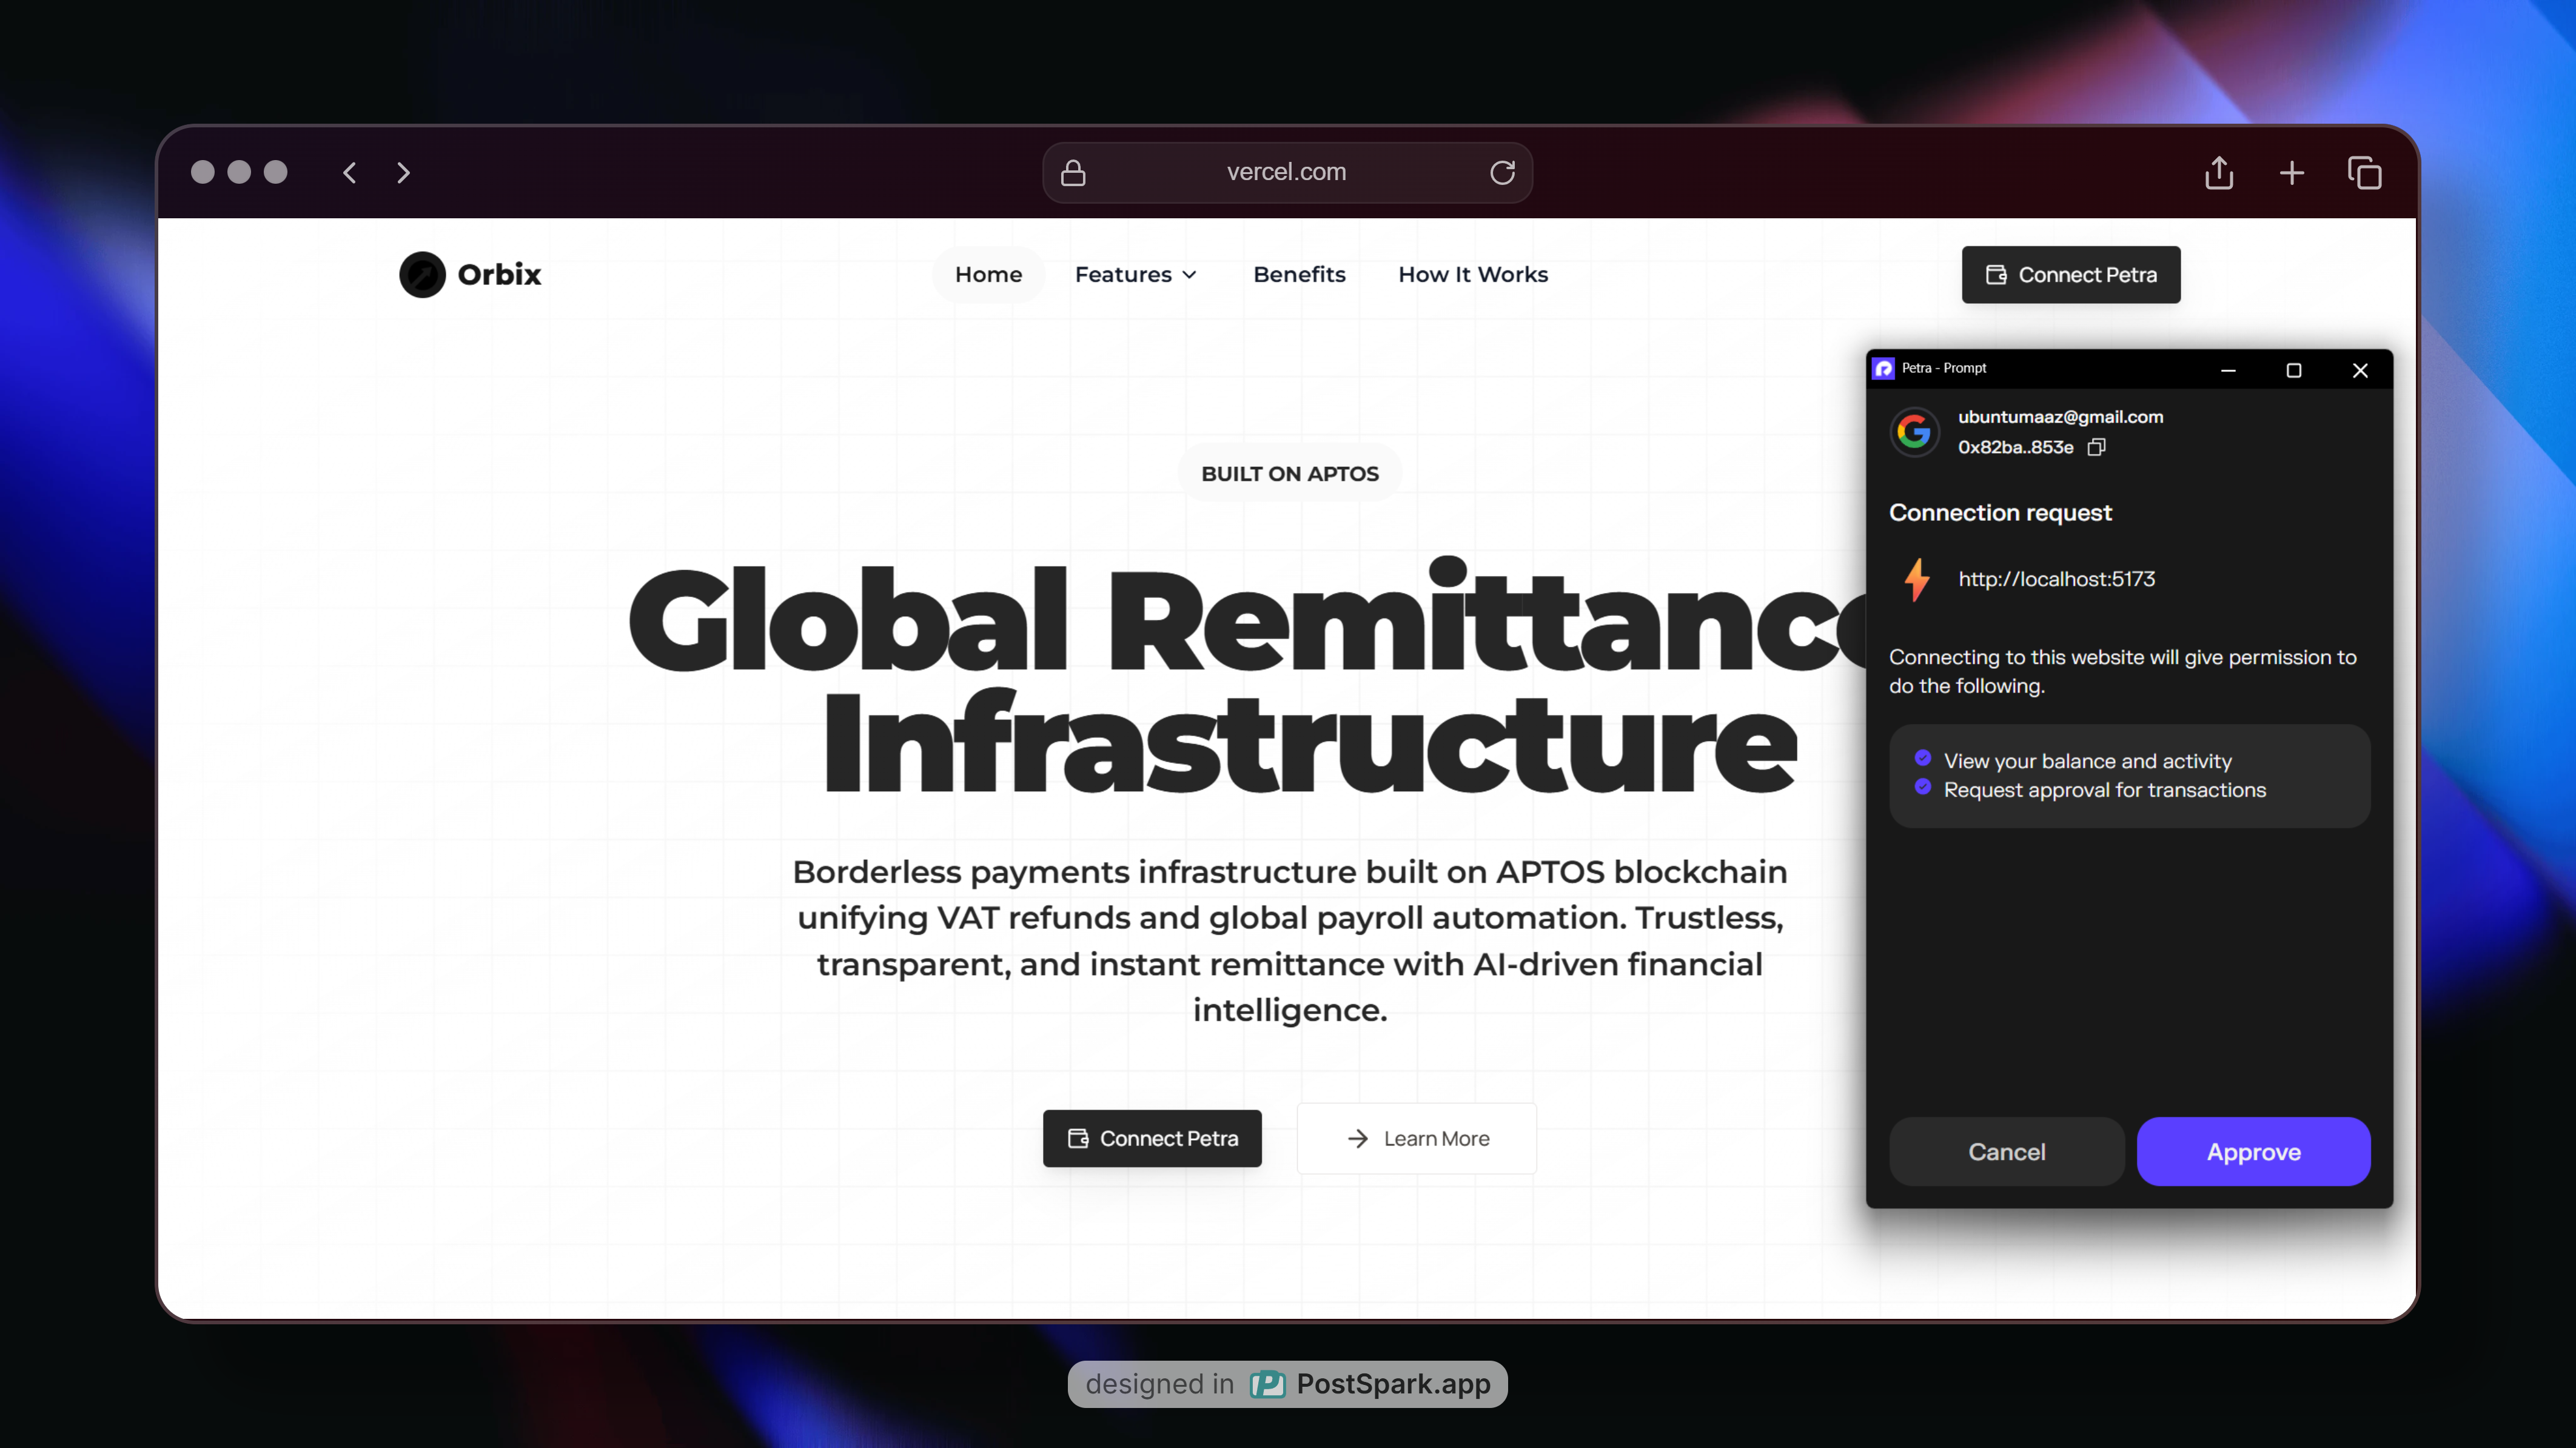 vercel.com
Orbix
Home
Features
Benefits
How It Works
Connect Petra
BUILT ON APTOS
Global Remittance
Infrastructure
Borderless payments infrastructure built on APTOS blockchain
unifying VAT refunds and global payroll automation. Trustless,
transparent, and instant remittance with AI-driven financial
intelligence.
Connect Petra
Learn More
Petra - Prompt
ubuntumaaz@gmail.com
0x82ba..853e
Connection request
http://localhost:5173
Connecting to this website will give permission to
do the following.
View your balance and activity
Request approval for transactions
Cancel
Approve
designed in PostSpark.app